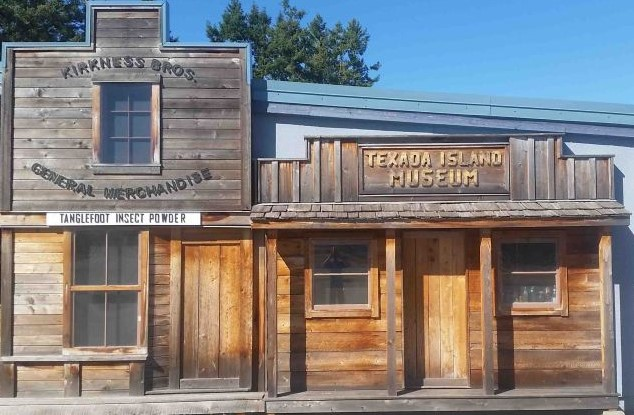 KIRKNESS BROS.
GENERAL MERCHANDISE
TANGLEFOOT INSECT POWDER
TEXADA ISLAND
MUSEUM